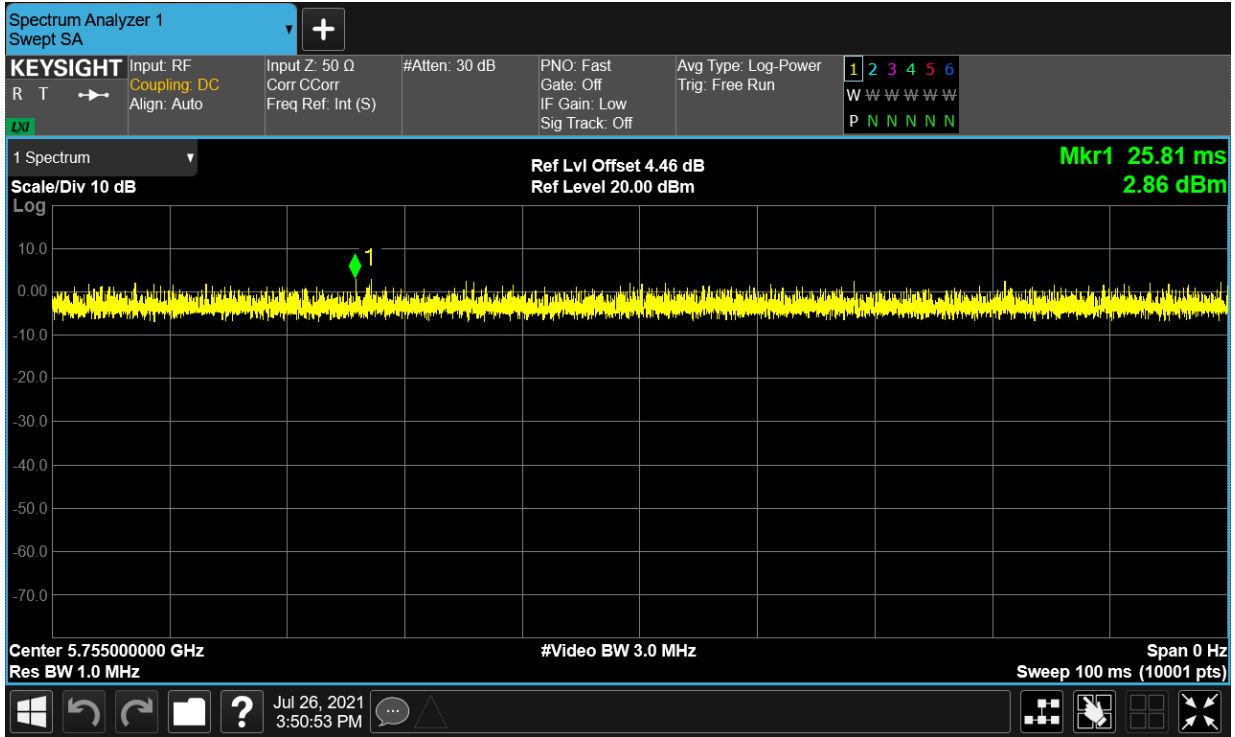 Spectrum Analyzer 1
Swept SA
KEYSIGHT
R T
LXI
Input: RF
Coupling: DC
Align: Auto
Input Z: 50 Ω
Corr CCorr
Freq Ref: Int (S)
#Atten: 30 dB
PNO: Fast
Gate: Off
IF Gain: Low
Sig Track: Off
Avg Type: Log-Power
Trig: Free Run
1 2 3 4 5 6
W W W W W W
P N N N N N
1 Spectrum
Scale/Div 10 dB
Log
Ref Lvl Offset 4.46 dB
Ref Level 20.00 dBm
Mkr1 25.81 ms
2.86 dBm
1
10.0
0.00
-10.0
-20.0
-30.0
-40.0
-50.0
-60.0
-70.0
Center 5.755000000 GHz
Res BW 1.0 MHz
#Video BW 3.0 MHz
Span 0 Hz
Sweep 100 ms (10001 pts)
?
Jul 26, 2021
3:50:53 PM